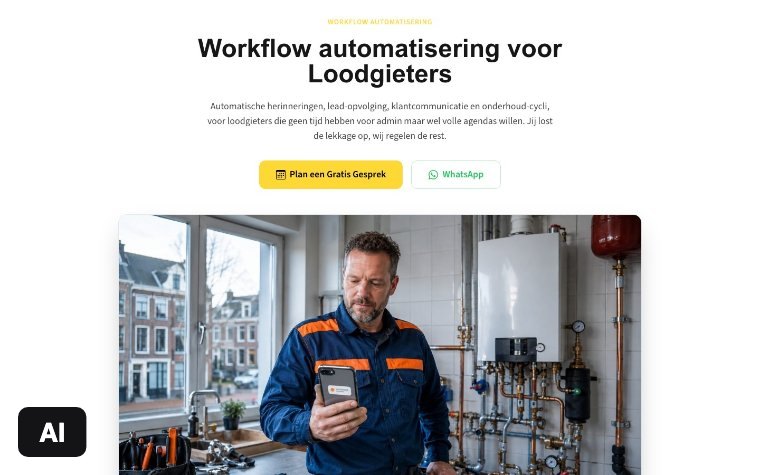 WORKFLOW AUTOMATISERING
Workflow automatisering voor
Loodgieters
Automatische herinneringen, lead-opvolging, klantcommunicatie en onderhoud-cycli,
voor loodgieters die geen tijd hebben voor admin maar wel volle agendas willen. Jij lost
de lekkage op, wij regelen de rest.
Plan een Gratis Gesprek
WhatsApp
AI